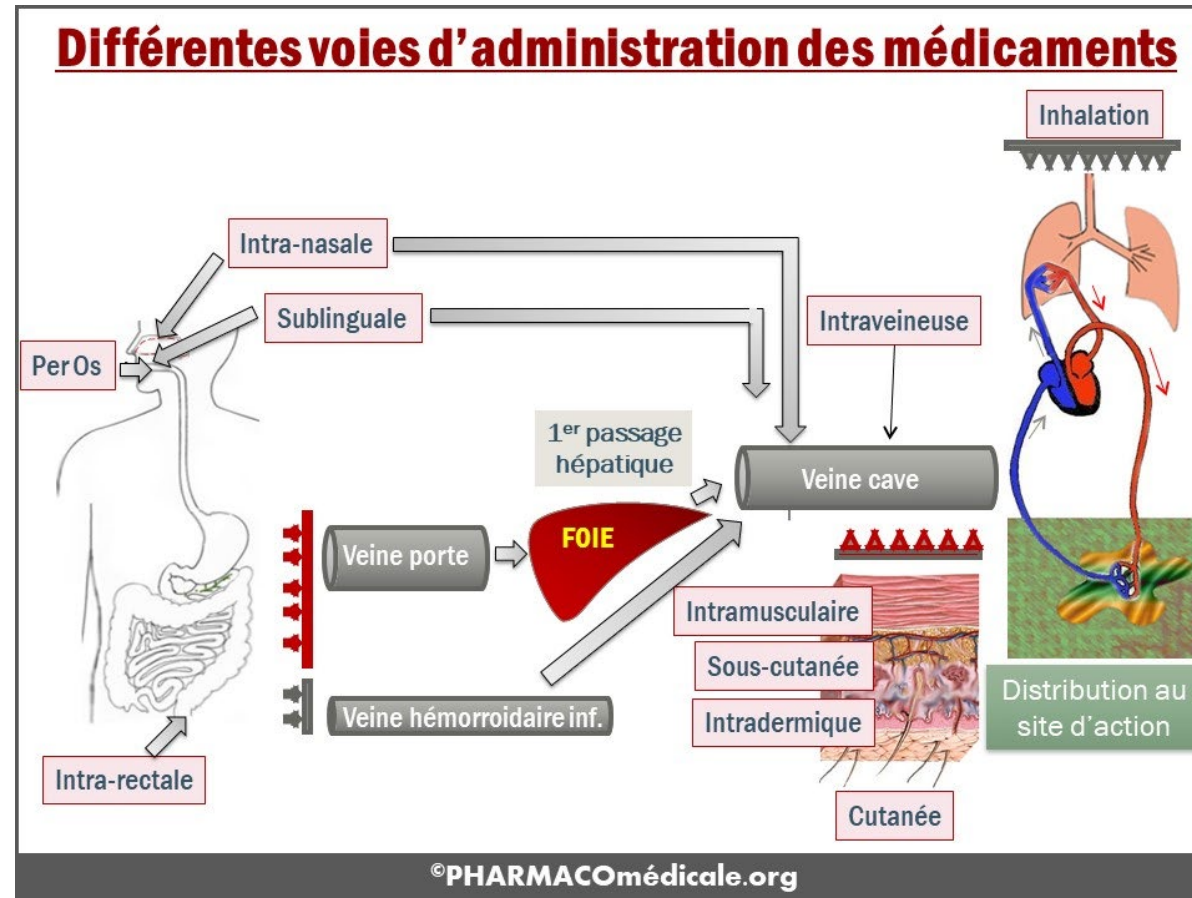 Différentes voies d’administration des médicaments
Inhalation
Intra-nasale
Sublinguale
Intraveineuse
Per Os
1er passage
hépatique
Veine cave
FOIE
Veine porte
Intramusculaire
Sous-cutanée
Veine hémorroidaire inf.
Intradermique
Distribution au
site d’action
Intra-rectale
Cutanée
©PHARMACOmédicale.org